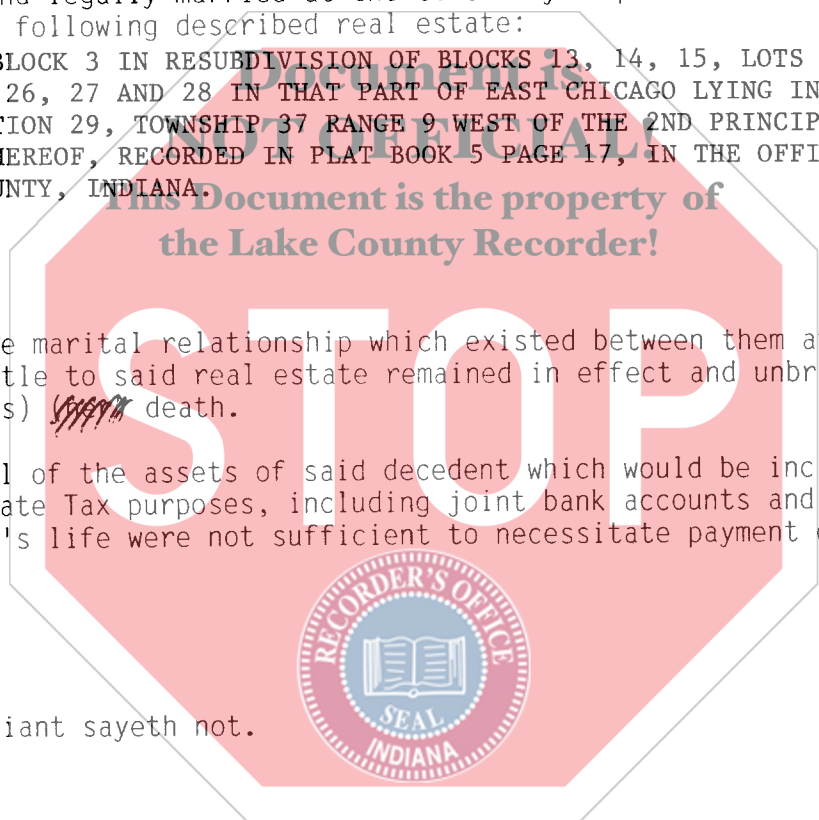 following described real estate:
BLOCK 3 IN RESUBDIVISION OF BLOCKS 13, 14, 15, LOTS
26, 27 AND 28 IN THAT PART OF EAST CHICAGO LYING IN
TION 29, TOWNSHIP 37 RANGE 9 WEST OF THE 2ND PRINCIP
HEREOF, RECORDED IN PLAT BOOK 5 PAGE 17, IN THE OFFI
UNTY, INDIANA.
Document is
NOT OFFICIAL!
This Document is the property of
the Lake County Recorder!
STOP
e marital relationship which existed between them a
tle to said real estate remained in effect and unbr
s) death.
l of the assets of said decedent which would be inc
ate Tax purposes, including joint bank accounts and
's life were not sufficient to necessitate payment
RECORDER'S OFFICE
SEAL
INDIANA
iant sayeth not.